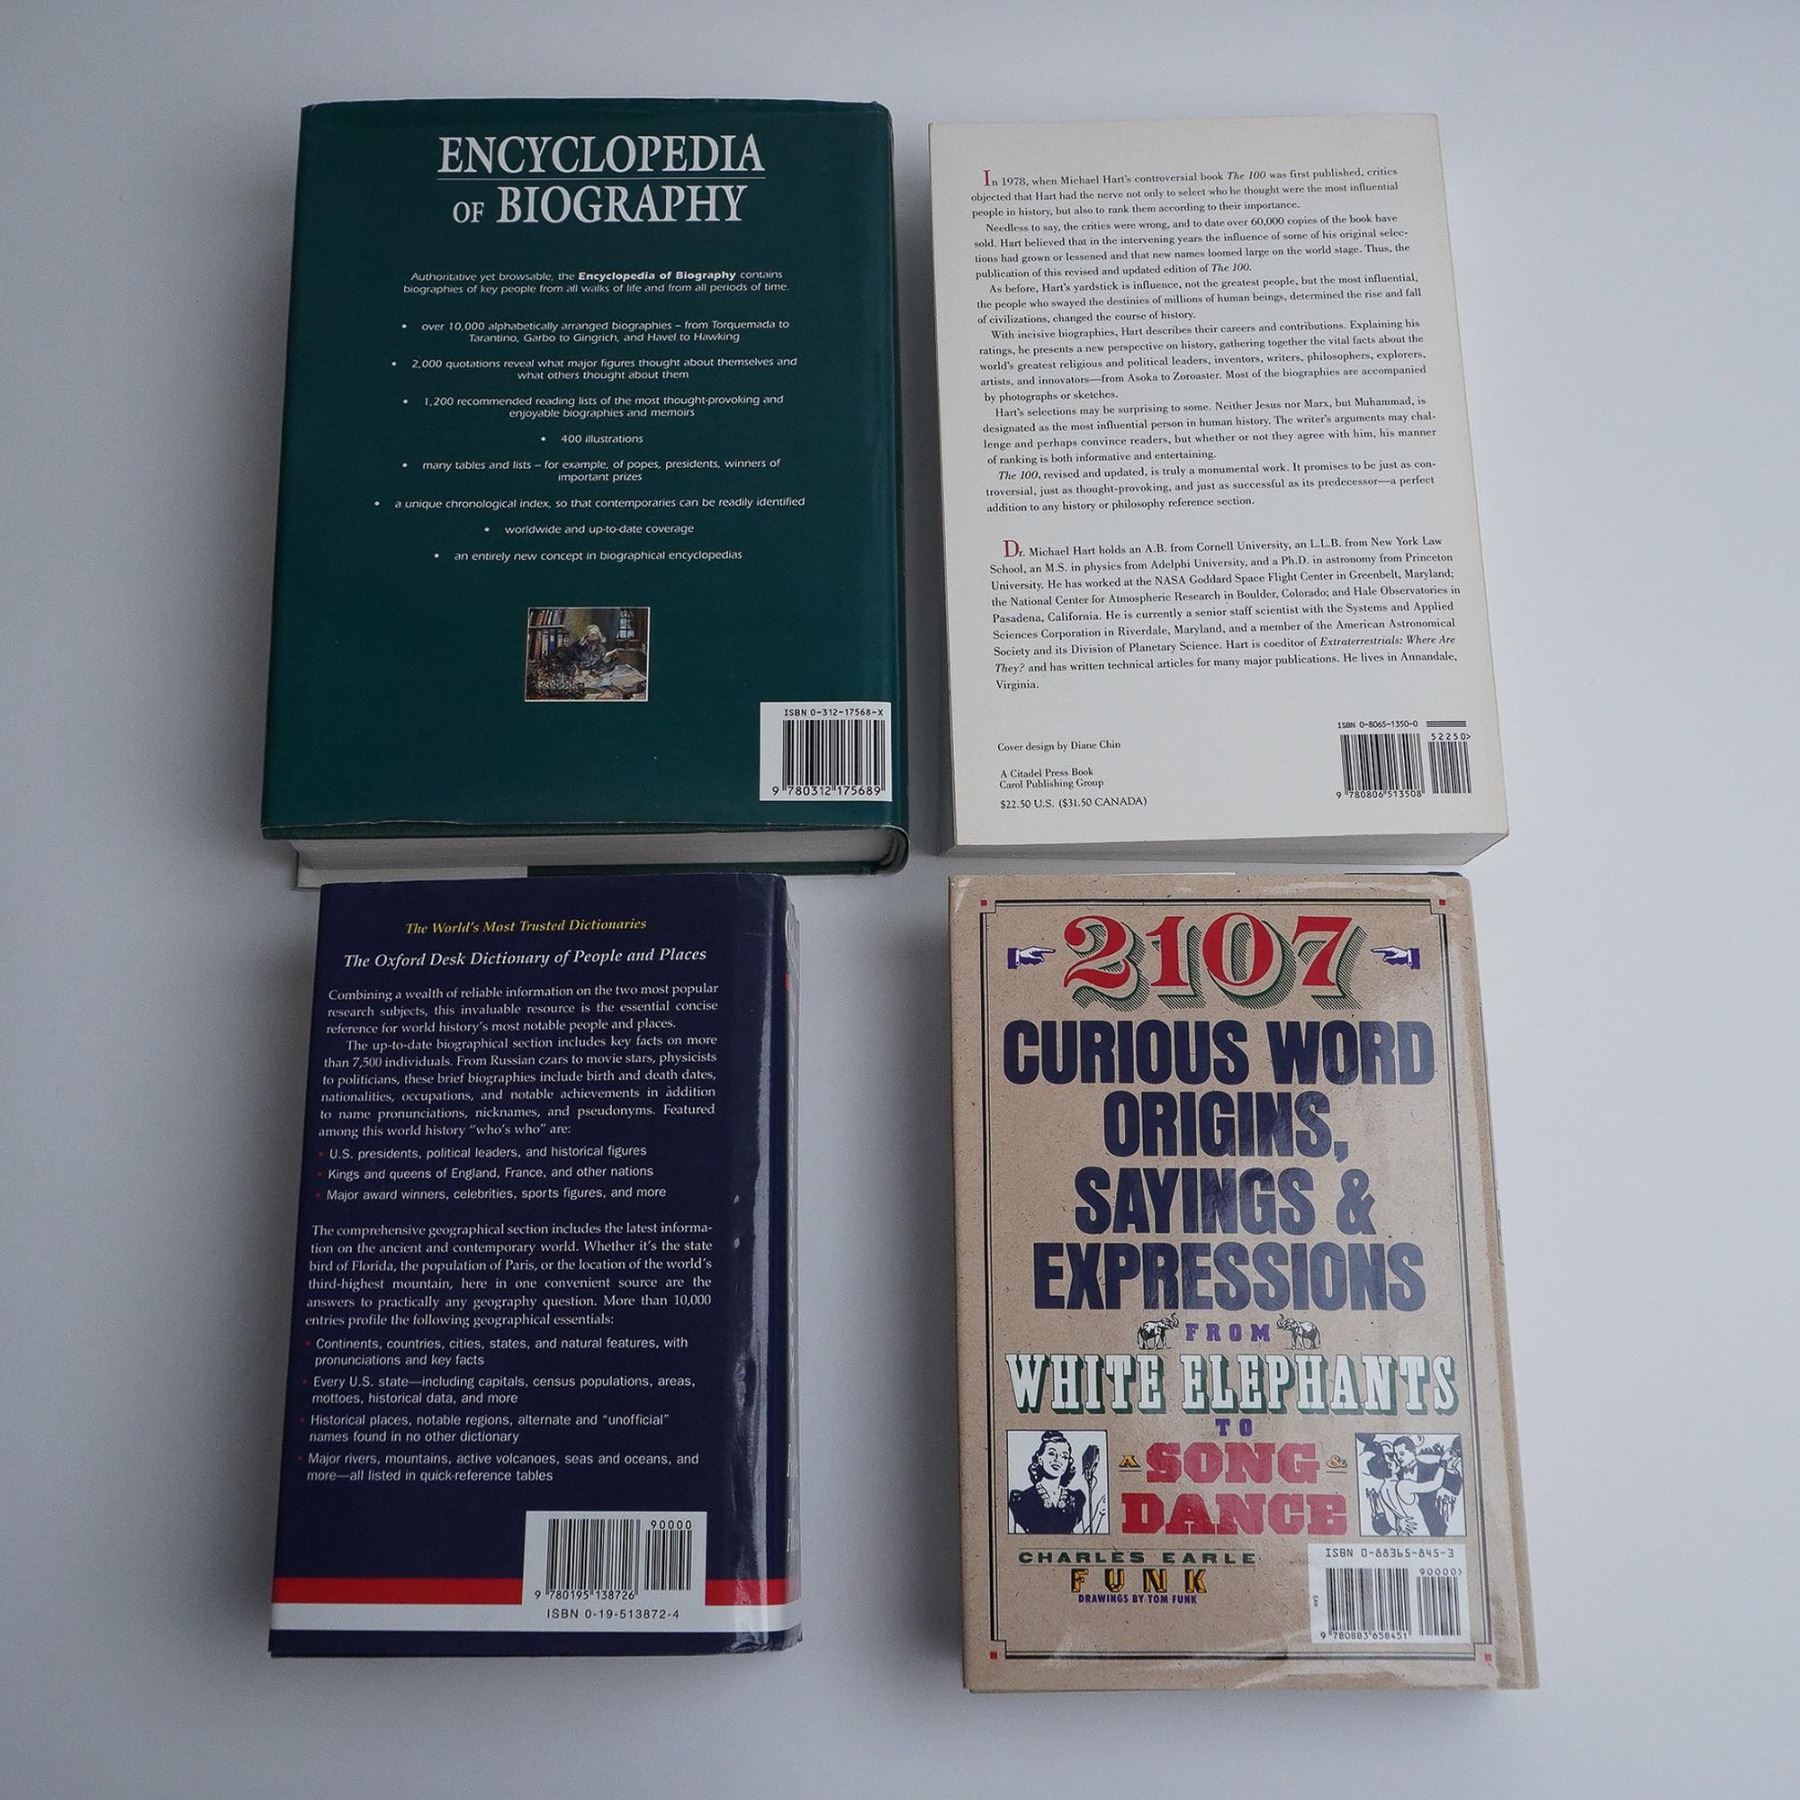 ENCYCLOPEDIA
OF BIOGRAPHY
Authoritative yet browsable, the Encyclopedia of Biography contains
biographies of key people from all walks of life and from all periods of time.
• over 10,000 alphabetically arranged biographies – from Torquemada to
Tarantino, Garbo to Gingrich, and Havel to Hawking
• 2,000 quotations reveal what major figures thought about themselves and
what others thought about them
• 1,200 recommended reading lists of the most thought-provoking and
enjoyable biographies and memoirs
• 400 illustrations
• many tables and lists – for example, of popes, presidents, winners of
important prizes
• a unique chronological index, so that contemporaries can be readily identified
• worldwide and up-to-date coverage
• an entirely new concept in biographical encyclopedias
ISBN 0-312-17568-X
9 780312 175689
In 1978, when Michael Hart's controversial book The 100 was first published, critics
objected that Hart had the nerve not only to select who he thought were the most influential
people in history, but also to rank them according to their importance.
Needless to say, the critics were wrong, and to date over 60,000 copies of the book have
sold. Hart believed that in the intervening years the influence of some of his original selec-
tions had grown or lessened and that new names loomed large on the world stage. Thus, the
publication of this revised and updated edition of The 100.
As before, Hart's yardstick is influence, not the greatest people, but the most influential,
the people who swayed the destinies of millions of human beings, determined the rise and fall
of civilizations, changed the course of history.
With incisive biographies, Hart describes their careers and contributions. Explaining his
ratings, he presents a new perspective on history, gathering together the vital facts about the
world's greatest religious and political leaders, inventors, writers, philosophers, explorers,
artists, and innovators—from Asoka to Zoroaster. Most of the biographies are accompanied
by photographs or sketches.
Hart's selections may be surprising to some. Neither Jesus nor Marx, but Muhammad, is
designated as the most influential person in human history. The writer's arguments may chal-
lenge and perhaps convince readers, but whether or not they agree with him, his manner
of ranking is both informative and entertaining.
The 100, revised and updated, is truly a monumental work. It promises to be just as con-
troversial, just as thought-provoking, and just as successful as its predecessor—a perfect
addition to any history or philosophy reference section.
Dr. Michael Hart holds an A.B. from Cornell University, an L.L.B. from New York Law
School, an M.S. in physics from Adelphi University, and a Ph.D. in astronomy from Princeton
University. He has worked at the NASA Goddard Space Flight Center in Greenbelt, Maryland;
the National Center for Atmospheric Research in Boulder, Colorado; and Hale Observatories in
Pasadena, California. He is currently a senior staff scientist with the Systems and Applied
Sciences Corporation in Riverdale, Maryland, and a member of the American Astronomical
Society and its Division of Planetary Science. Hart is coeditor of Extraterrestrials: Where Are
They? and has written technical articles for many major publications. He lives in Annandale,
Virginia.
Cover design by Diane Chin
A Citadel Press Book
Carol Publishing Group
$22.50 U.S. ($31.50 CANADA)
ISBN 0-8065-1350-0
52250>
9 780806 513508
The World's Most Trusted Dictionaries
The Oxford Desk Dictionary of People and Places
Combining a wealth of reliable information on the two most popular
research subjects, this invaluable resource is the essential concise
reference for world history's most notable people and places.
The up-to-date biographical section includes key facts on more
than 7,500 individuals. From Russian czars to movie stars, physicists
to politicians, these brief biographies include birth and death dates,
nationalities, occupations, and notable achievements in addition
to name pronunciations, nicknames, and pseudonyms. Featured
among this world history "who's who" are:
• U.S. presidents, political leaders, and historical figures
• Kings and queens of England, France, and other nations
• Major award winners, celebrities, sports figures, and more
The comprehensive geographical section includes the latest informa-
tion on the ancient and contemporary world. Whether it's the state
bird of Florida, the population of Paris, or the location of the world's
third-highest mountain, here in one convenient source are the
answers to practically any geography question. More than 10,000
entries profile the following geographical essentials:
• Continents, countries, cities, states, and natural features, with
pronunciations and key facts
• Every U.S. state—including capitals, census populations, areas,
mottoes, historical data, and more
• Historical places, notable regions, alternate and "unofficial"
names found in no other dictionary
• Major rivers, mountains, active volcanoes, seas and oceans, and
more—all listed in quick-reference tables
90000
9 780195 138726
ISBN 0-19-513872-4
2107
CURIOUS WORD
ORIGINS,
SAYINGS &
EXPRESSIONS
FROM
WHITE ELEPHANTS
TO
A SONG &
DANCE
CHARLES EARLE
FUNK
DRAWINGS BY TOM FUNK
ISBN 0-88365-845-3
90000>
EAN
9 780883 658451